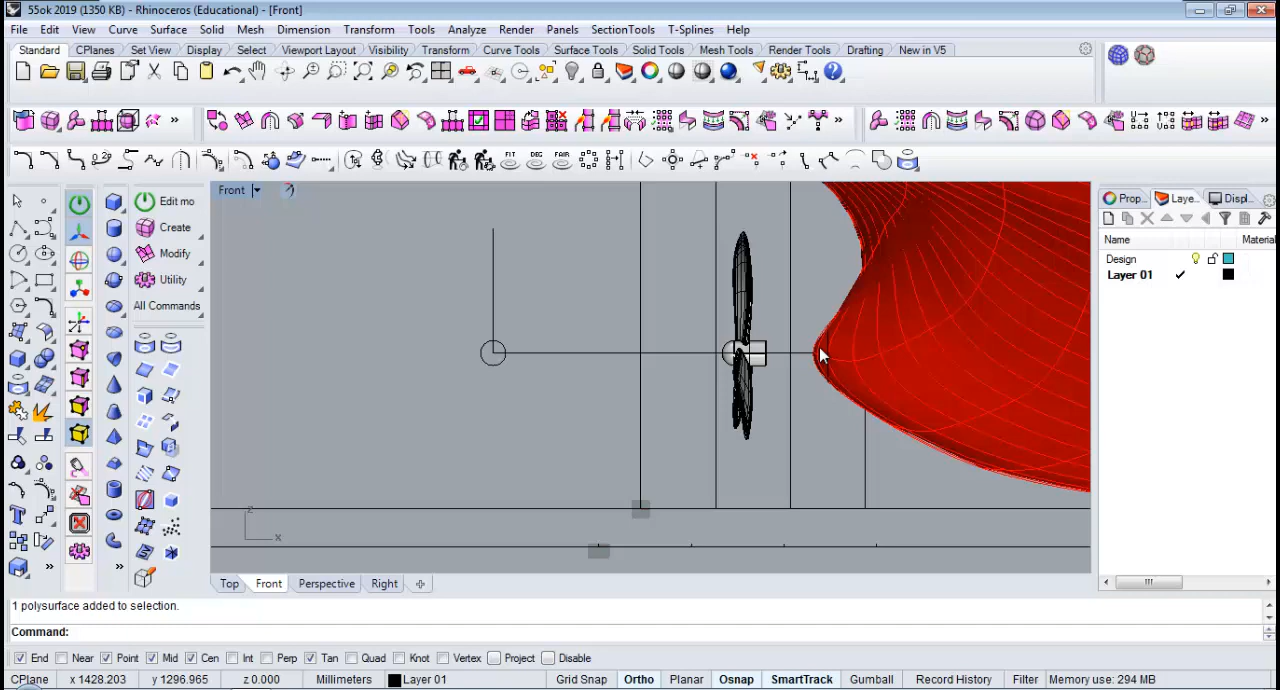 55ok 2019 (1350 KB) - Rhinoceros (Educational) - [Front]
File Edit View Curve Surface Solid Mesh Dimension Transform Tools Analyze Render Panels SectionTools T-Splines Help
Standard CPlanes Set View Display Select Viewport Layout Visibility Transform Curve Tools Surface Tools Solid Tools Mesh Tools Render Tools Drafting New in V5
FIT DEG FAIR
Front
Edit mo
Create
Modify
Utility
All Commands
z
x
Prop... Laye... Displ...
Name Material
Design
Layer 01
Top Front Perspective Right
1 polysurface added to selection.
Command:
End Near Point Mid Cen Int Perp Tan Quad Knot Vertex Project Disable
CPlane x 1428.203 y 1296.965 z 0.000 Millimeters Layer 01 Grid Snap Ortho Planar Osnap SmartTrack Gumball Record History Filter Memory use: 294 MB